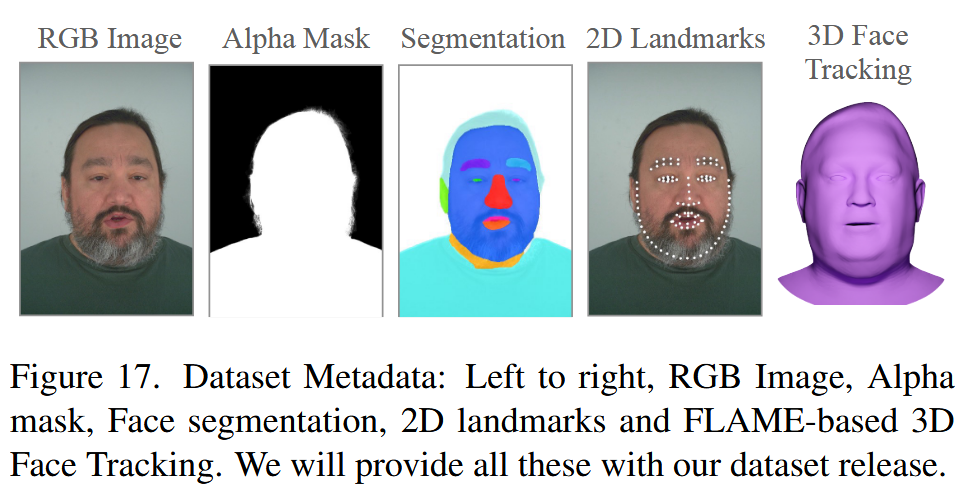 RGB Image Alpha Mask Segmentation 2D Landmarks 3D Face
Tracking
Figure 17. Dataset Metadata: Left to right, RGB Image, Alpha
mask, Face segmentation, 2D landmarks and FLAME-based 3D
Face Tracking. We will provide all these with our dataset release.